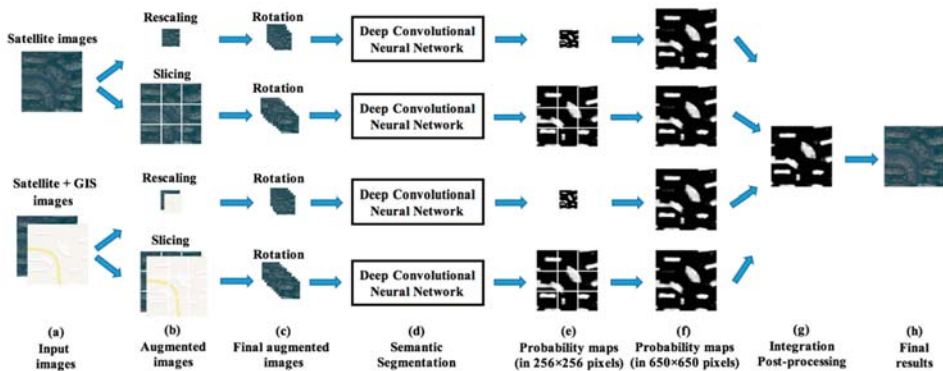 Satellite images
Rescaling
Rotation
Deep Convolutional
Neural Network
Slicing
Rotation
Deep Convolutional
Neural Network
Satellite + GIS
images
Rescaling
Rotation
Deep Convolutional
Neural Network
Slicing
Rotation
Deep Convolutional
Neural Network
(a)
Input
images
(b)
Augmented
images
(c)
Final augmented
images
(d)
Semantic
Segmentation
(e)
Probability maps
(in 256×256 pixels)
(f)
Probability maps
(in 650×650 pixels)
(g)
Integration
Post-processing
(h)
Final
results